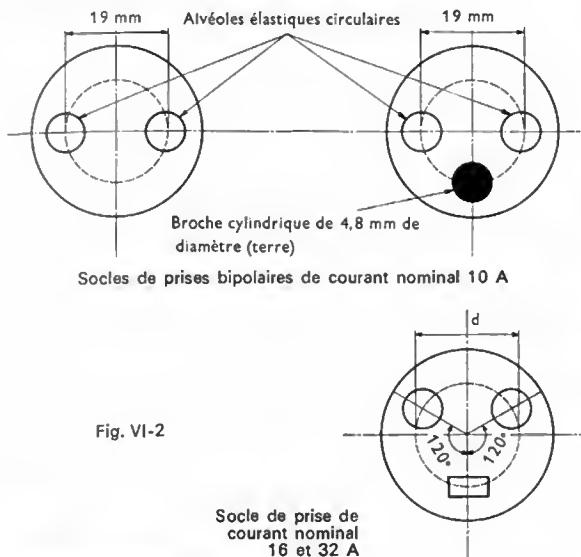 19 mm
Alvéoles élastiques circulaires
19 mm
Broche cylindrique de 4,8 mm de
diamètre (terre)
Socles de prises bipolaires de courant nominal 10 A
d
120°
120°
Fig. VI-2
Socle de prise de
courant nominal
16 et 32 A